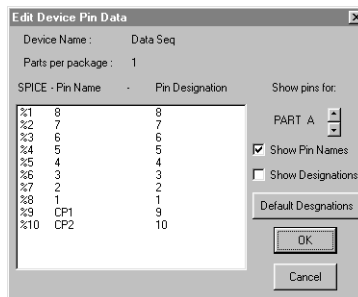 Edit Device Pin Data
Device Name : Data Seq
Parts per package : 1
SPICE - Pin Name - Pin Designation
%1 8 8
%2 7 7
%3 6 6
%4 5 5
%5 4 4
%6 3 3
%7 2 2
%8 1 1
%9 CP1 9
%10 CP2 10
Show pins for:
PART A
Show Pin Names
Show Designations
Default Desgnations
OK
Cancel